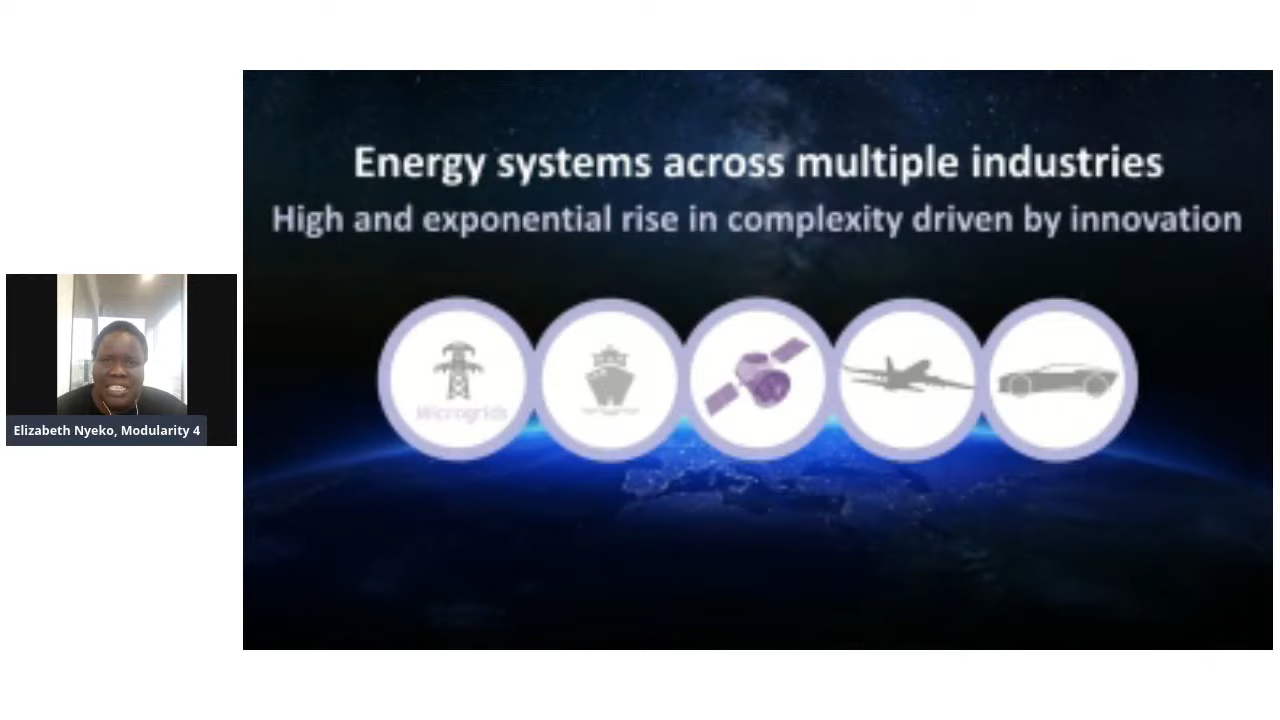 Energy systems across multiple industries
High and exponential rise in complexity driven by innovation
Microgrids
Elizabeth Nyeko, Modularity 4